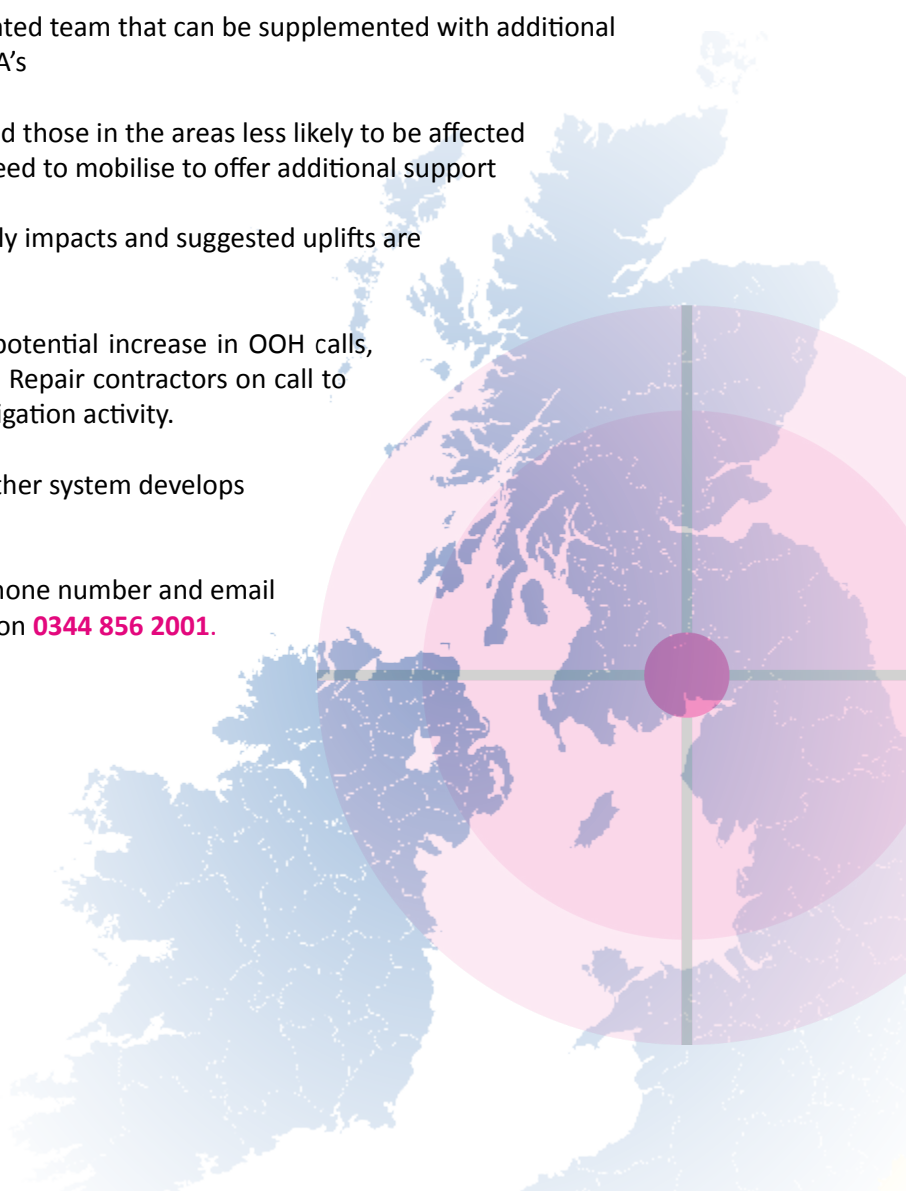 ated team that can be supplemented with additional
A’s
d those in the areas less likely to be affected
eed to mobilise to offer additional support
ly impacts and suggested uplifts are
potential increase in OOH calls,
Repair contractors on call to
igation activity.
ther system develops
hone number and email
on 0344 856 2001.